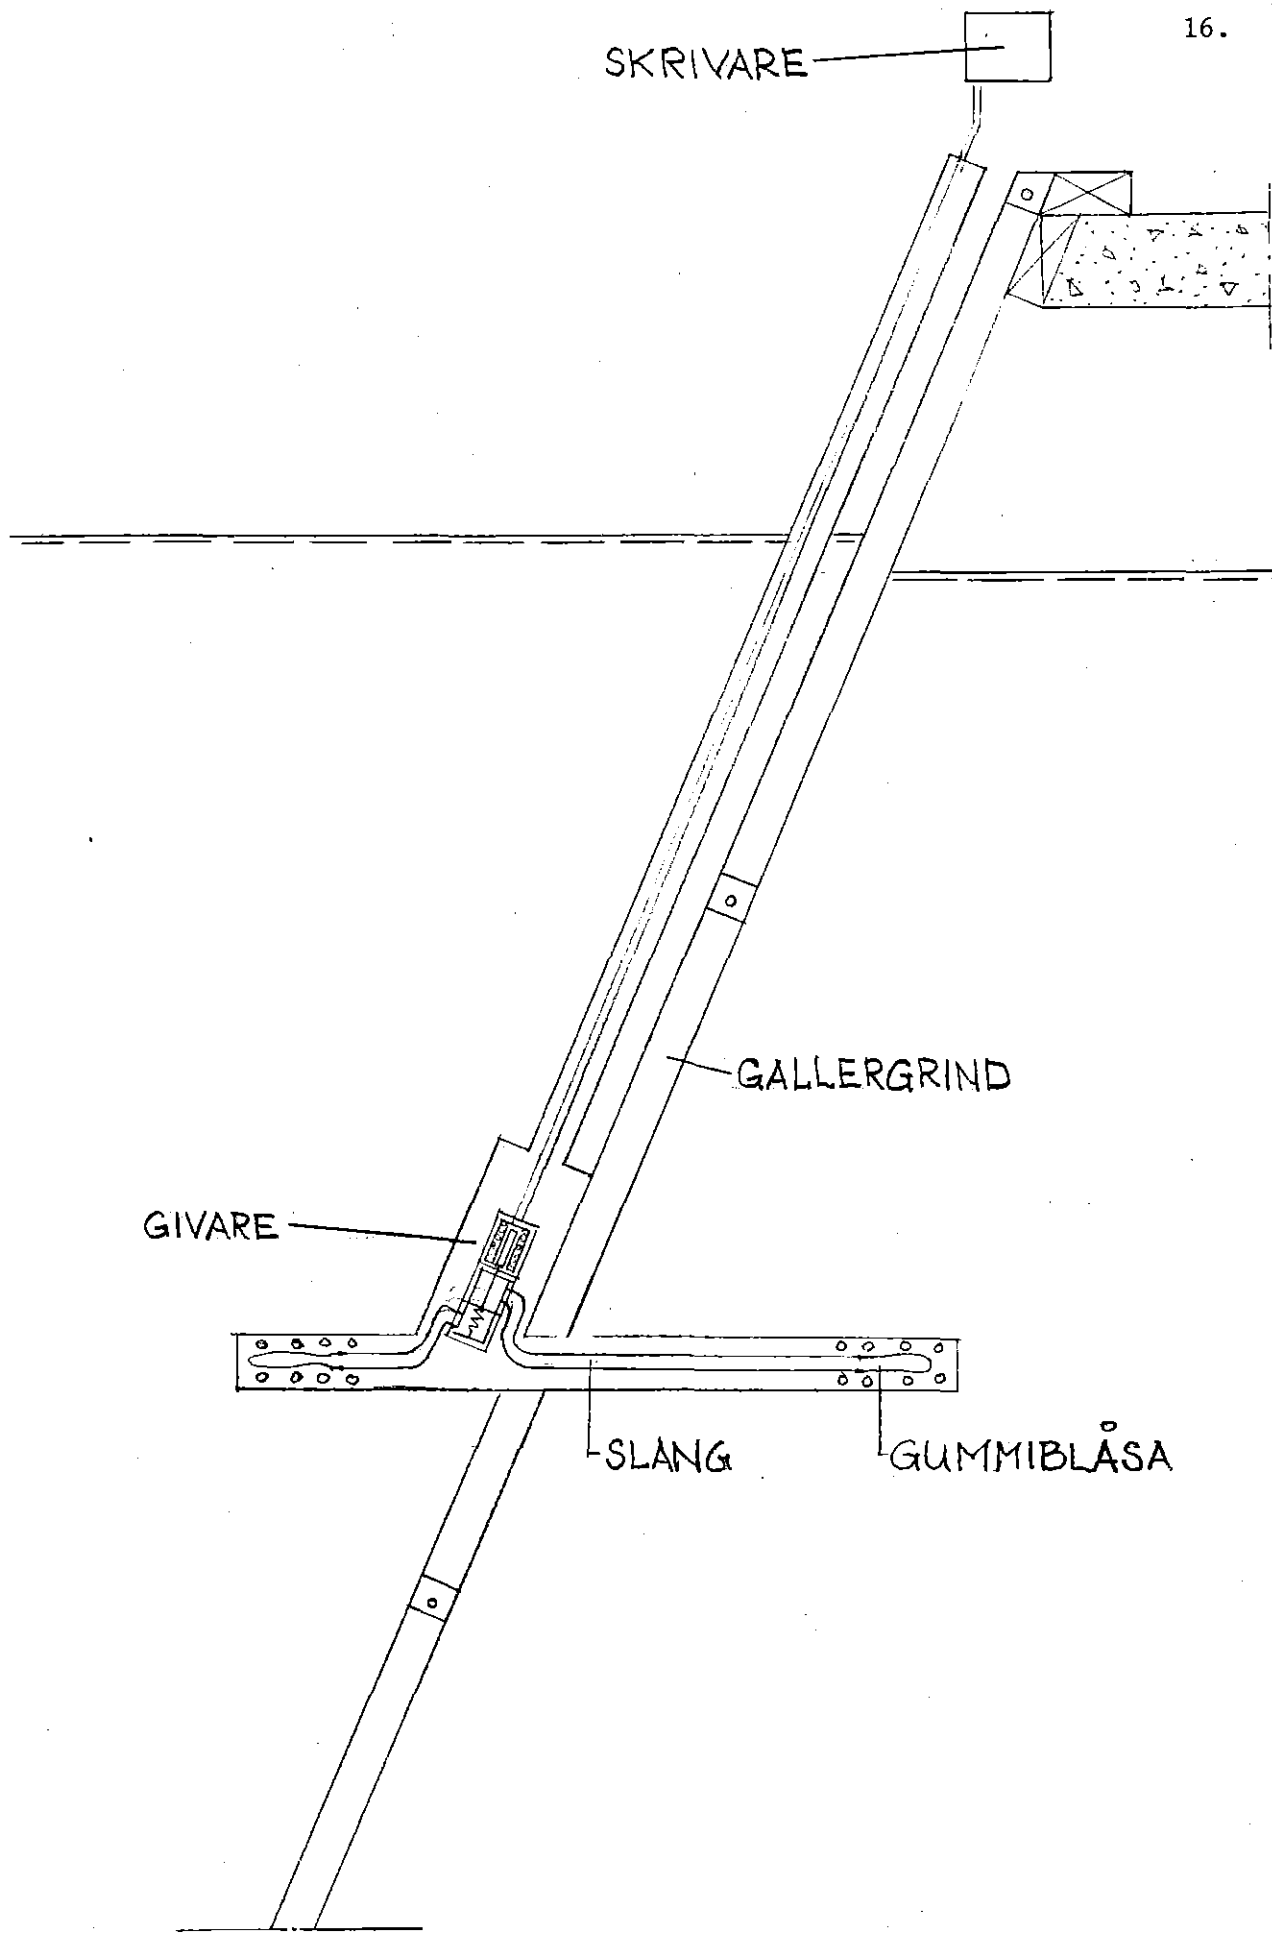 16.
SKRIVARE
GALLERGRIND
GIVARE
SLANG
GUMMIBLÅSA